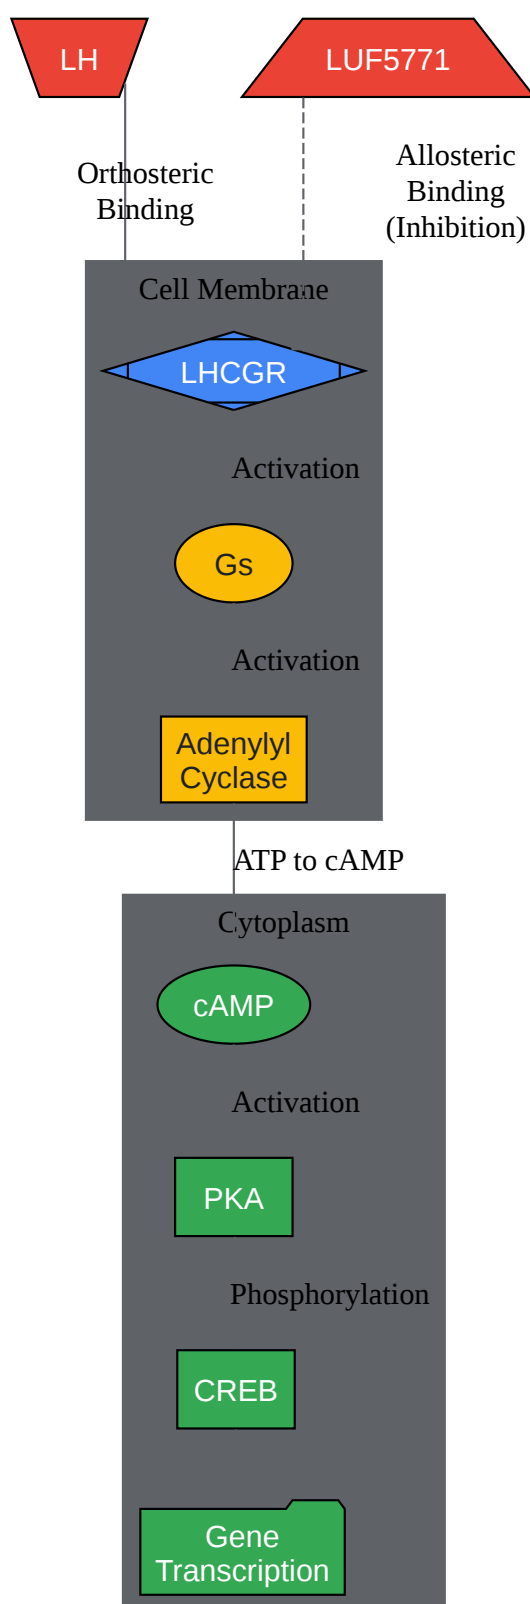 LH
LUF5771
Orthosteric
Binding
Allosteric
Binding
(Inhibition)
Cell Membrane
LHCGR
Activation
Gs
Activation
Adenylyl
Cyclase
ATP to cAMP
Cytoplasm
cAMP
Activation
PKA
Phosphorylation
CREB
Gene
Transcription